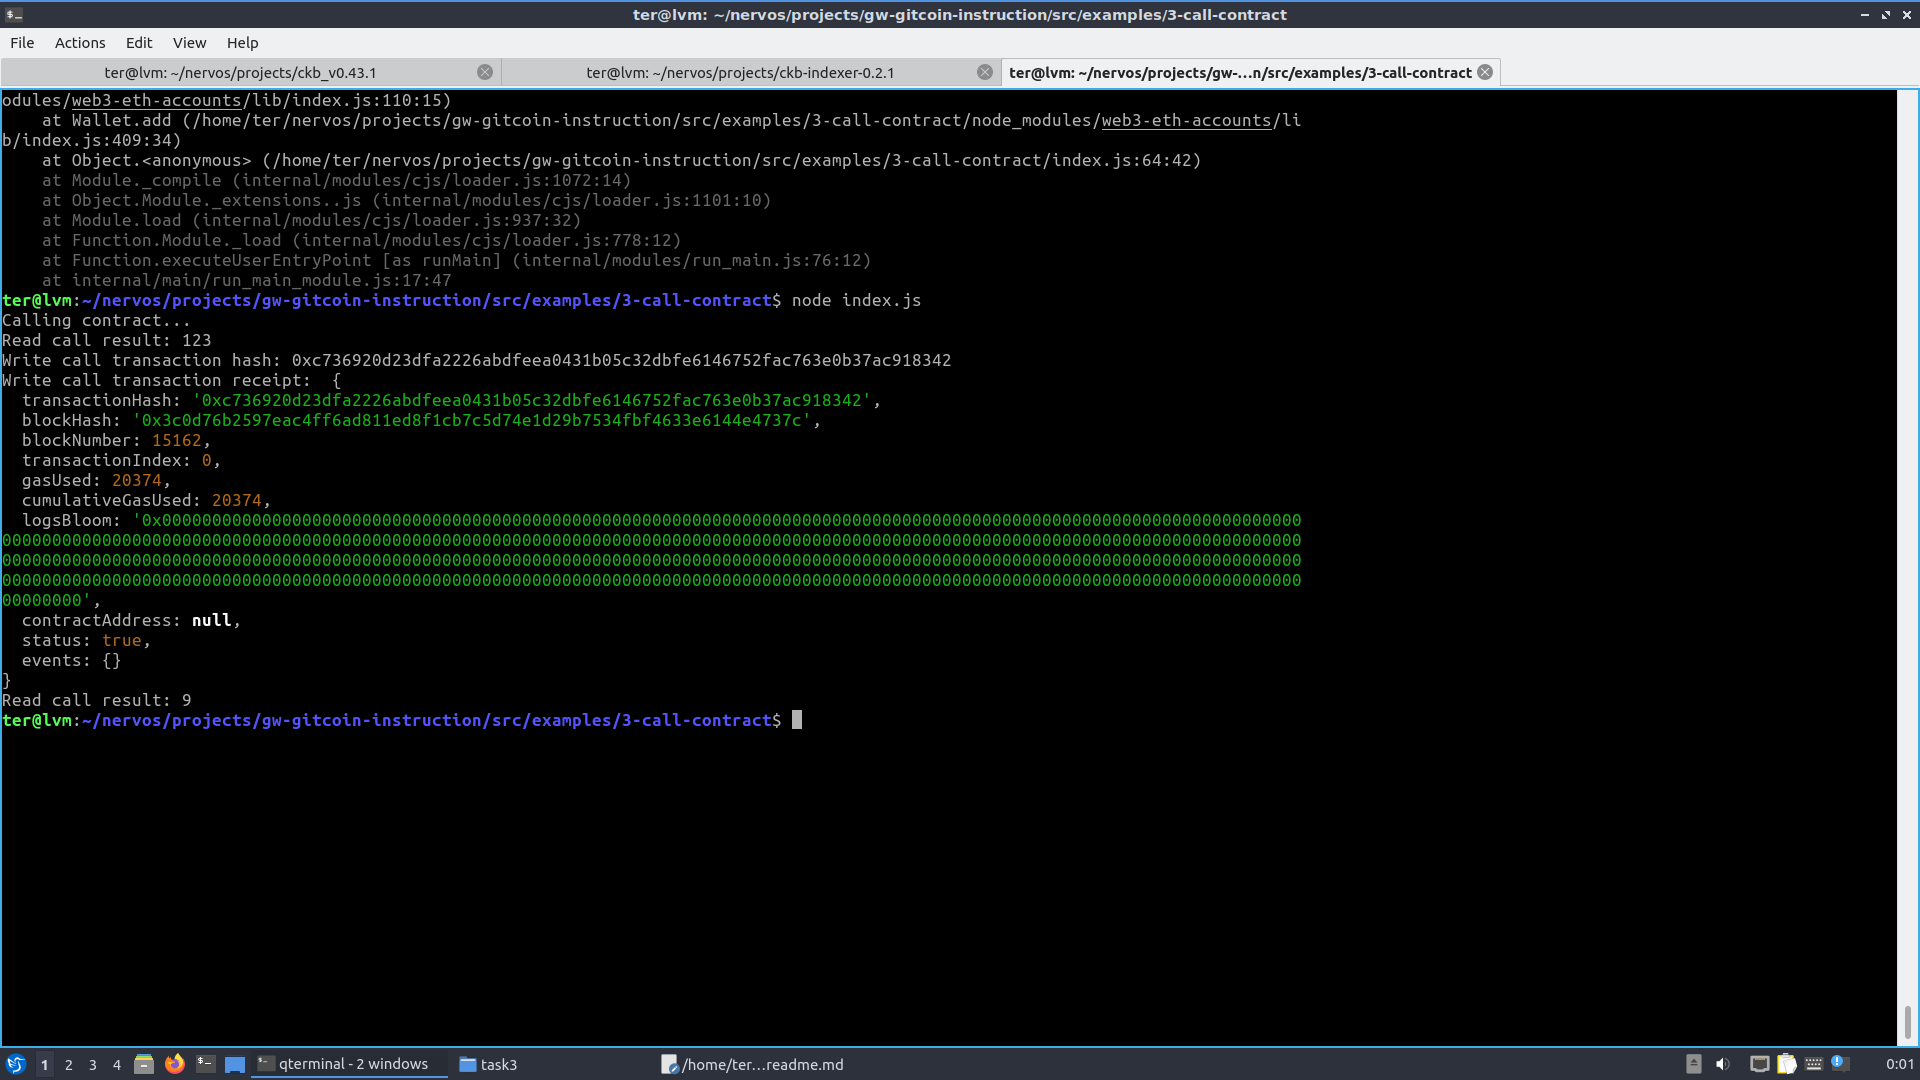 ter@lvm: ~/nervos/projects/gw-gitcoin-instruction/src/examples/3-call-contract
File Actions Edit View Help
ter@lvm: ~/nervos/projects/ckb_v0.43.1
ter@lvm: ~/nervos/projects/ckb-indexer-0.2.1
ter@lvm: ~/nervos/projects/gw-...n/src/examples/3-call-contract
odules/web3-eth-accounts/lib/index.js:110:15)
    at Wallet.add (/home/ter/nervos/projects/gw-gitcoin-instruction/src/examples/3-call-contract/node_modules/web3-eth-accounts/li
b/index.js:409:34)
    at Object.<anonymous> (/home/ter/nervos/projects/gw-gitcoin-instruction/src/examples/3-call-contract/index.js:64:42)
    at Module._compile (internal/modules/cjs/loader.js:1072:14)
    at Object.Module._extensions..js (internal/modules/cjs/loader.js:1101:10)
    at Module.load (internal/modules/cjs/loader.js:937:32)
    at Function.Module._load (internal/modules/cjs/loader.js:778:12)
    at Function.executeUserEntryPoint [as runMain] (internal/modules/run_main.js:76:12)
    at internal/main/run_main_module.js:17:47
ter@lvm:~/nervos/projects/gw-gitcoin-instruction/src/examples/3-call-contract$ node index.js
Calling contract...
Read call result: 123
Write call transaction hash: 0xc736920d23dfa2226abdfeea0431b05c32dbfe6146752fac763e0b37ac918342
Write call transaction receipt:  {
  transactionHash: '0xc736920d23dfa2226abdfeea0431b05c32dbfe6146752fac763e0b37ac918342',
  blockHash: '0x3c0d76b2597eac4ff6ad811ed8f1cb7c5d74e1d29b7534fbf4633e6144e4737c',
  blockNumber: 15162,
  transactionIndex: 0,
  gasUsed: 20374,
  cumulativeGasUsed: 20374,
  logsBloom: '0x00000000000000000000000000000000000000000000000000000000000000000000000000000000000000000000000000000000000000000000
0000000000000000000000000000000000000000000000000000000000000000000000000000000000000000000000000000000000000000000000000000000000
0000000000000000000000000000000000000000000000000000000000000000000000000000000000000000000000000000000000000000000000000000000000
0000000000000000000000000000000000000000000000000000000000000000000000000000000000000000000000000000000000000000000000000000000000
00000000',
  contractAddress: null,
  status: true,
  events: {}
}
Read call result: 9
ter@lvm:~/nervos/projects/gw-gitcoin-instruction/src/examples/3-call-contract$
1 2 3 4 qterminal - 2 windows task3 /home/ter...readme.md 0:01